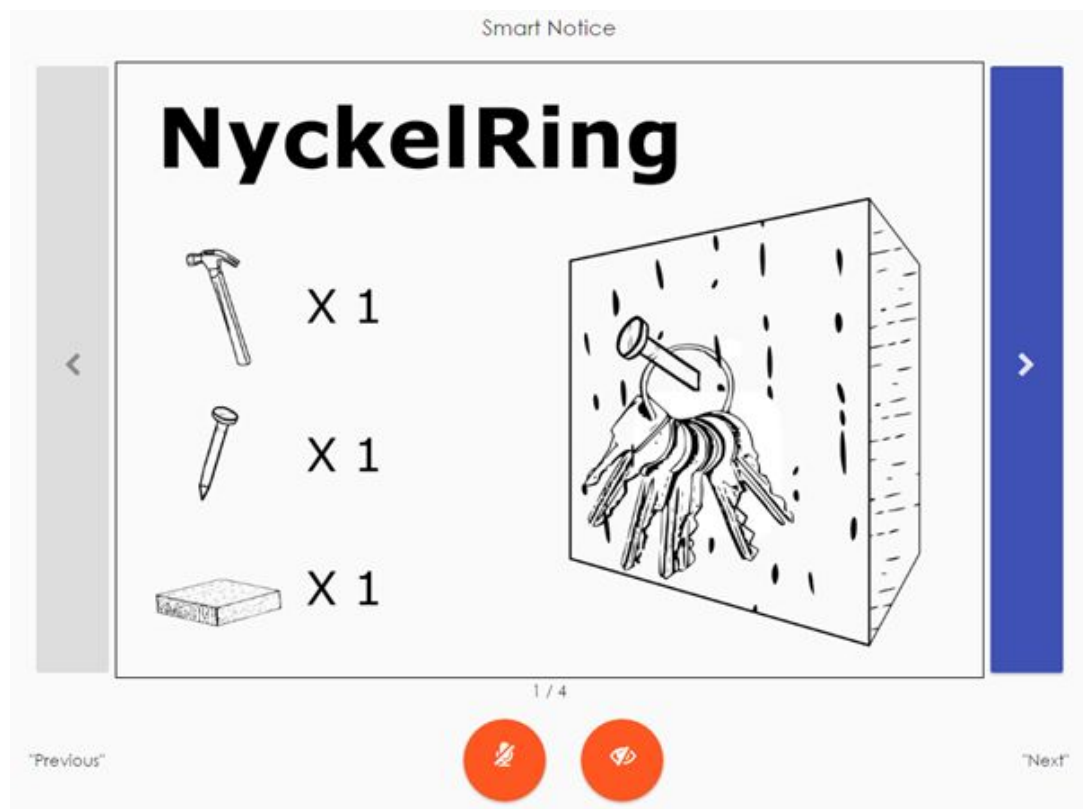 Smart Notice
NyckelRing
X 1
X 1
X 1
1 / 4
"Previous"
"Next"